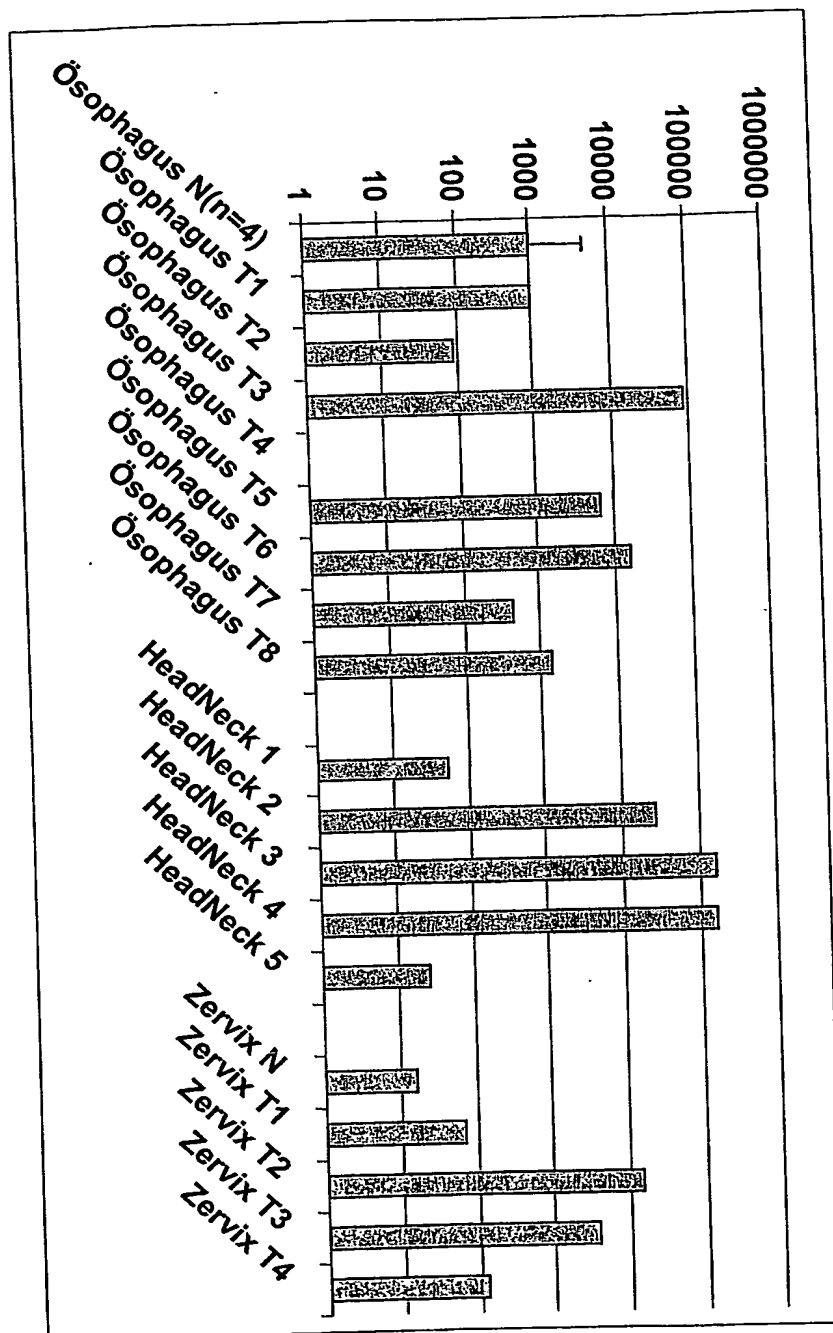 1000000
100000
10000
1000
100
10
1
Ösophagus N(n=4)
Ösophagus T1
Ösophagus T2
Ösophagus T3
Ösophagus T4
Ösophagus T5
Ösophagus T6
Ösophagus T7
Ösophagus T8
HeadNeck 1
HeadNeck 2
HeadNeck 3
HeadNeck 4
HeadNeck 5
Zervix N
Zervix T1
Zervix T2
Zervix T3
Zervix T4